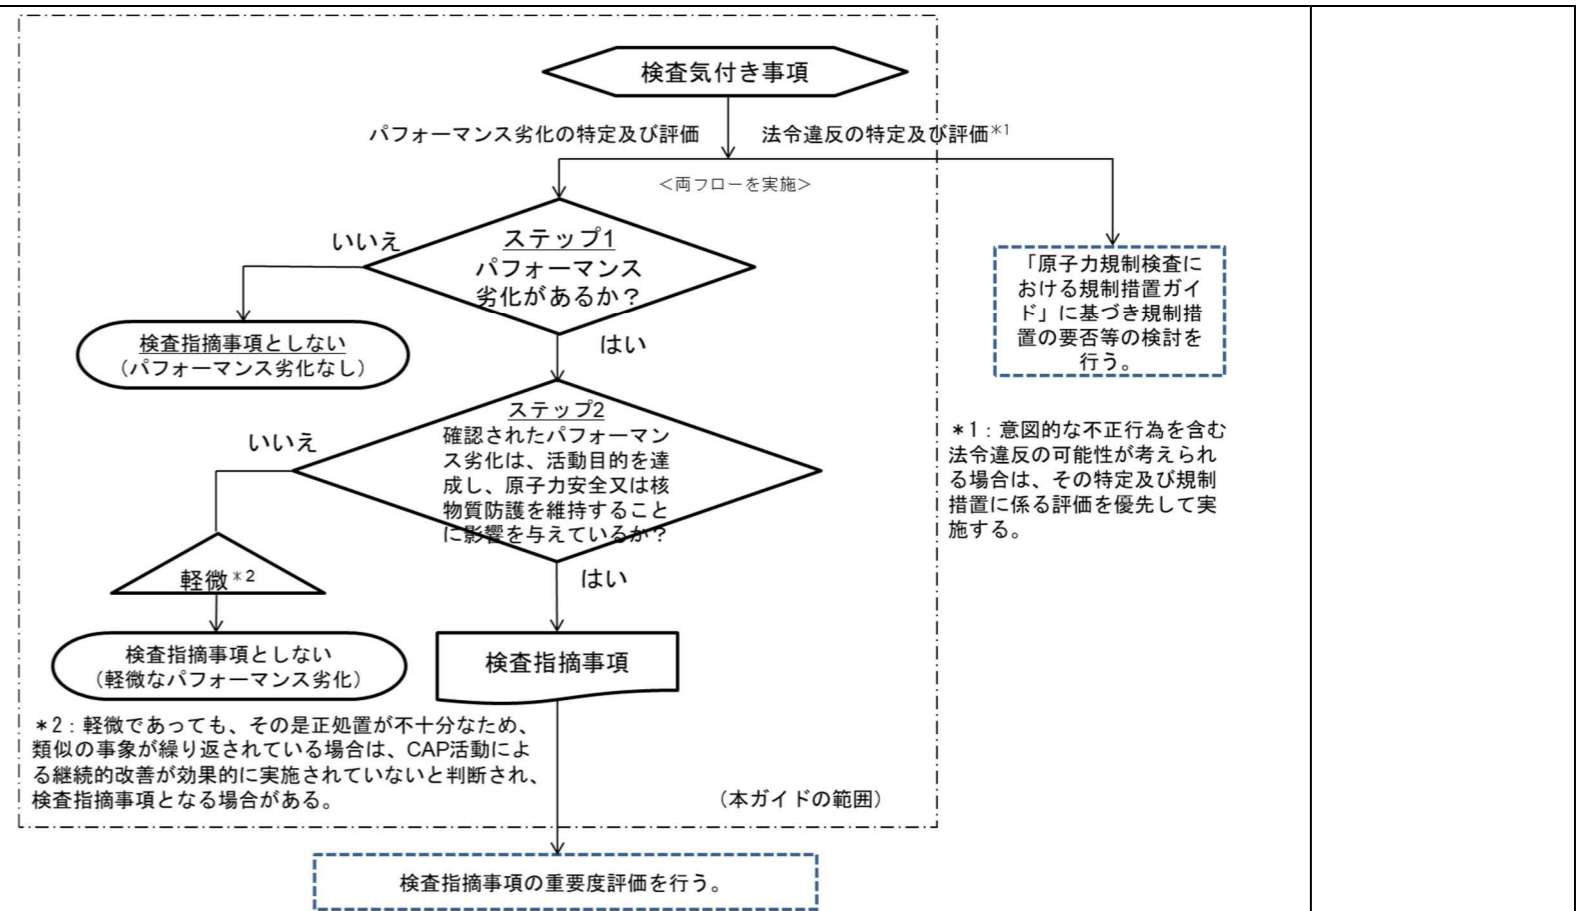 検査気付き事項
パフォーマンス劣化の特定及び評価
法令違反の特定及び評価*1
＜両フローを実施＞
いいえ
ステップ1
パフォーマンス
劣化があるか？
「原子力規制検査に
おける規制措置ガイ
ド」に基づき規制措
置の要否等の検討を
行う。
検査指摘事項としない
（パフォーマンス劣化なし）
はい
いいえ
ステップ2
確認されたパフォーマン
ス劣化は、活動目的を達
成し、原子力安全又は核
物質防護を維持すること
に影響を与えているか？
＊1：意図的な不正行為を含む
法令違反の可能性が考えられ
る場合は、その特定及び規制
措置に係る評価を優先して実
施する。
軽微*2
はい
検査指摘事項としない
（軽微なパフォーマンス劣化）
検査指摘事項
＊2：軽微であっても、その是正処置が不十分なため、
類似の事象が繰り返されている場合は、CAP活動によ
る継続的改善が効果的に実施されていないと判断され、
検査指摘事項となる場合がある。
（本ガイドの範囲）
検査指摘事項の重要度評価を行う。